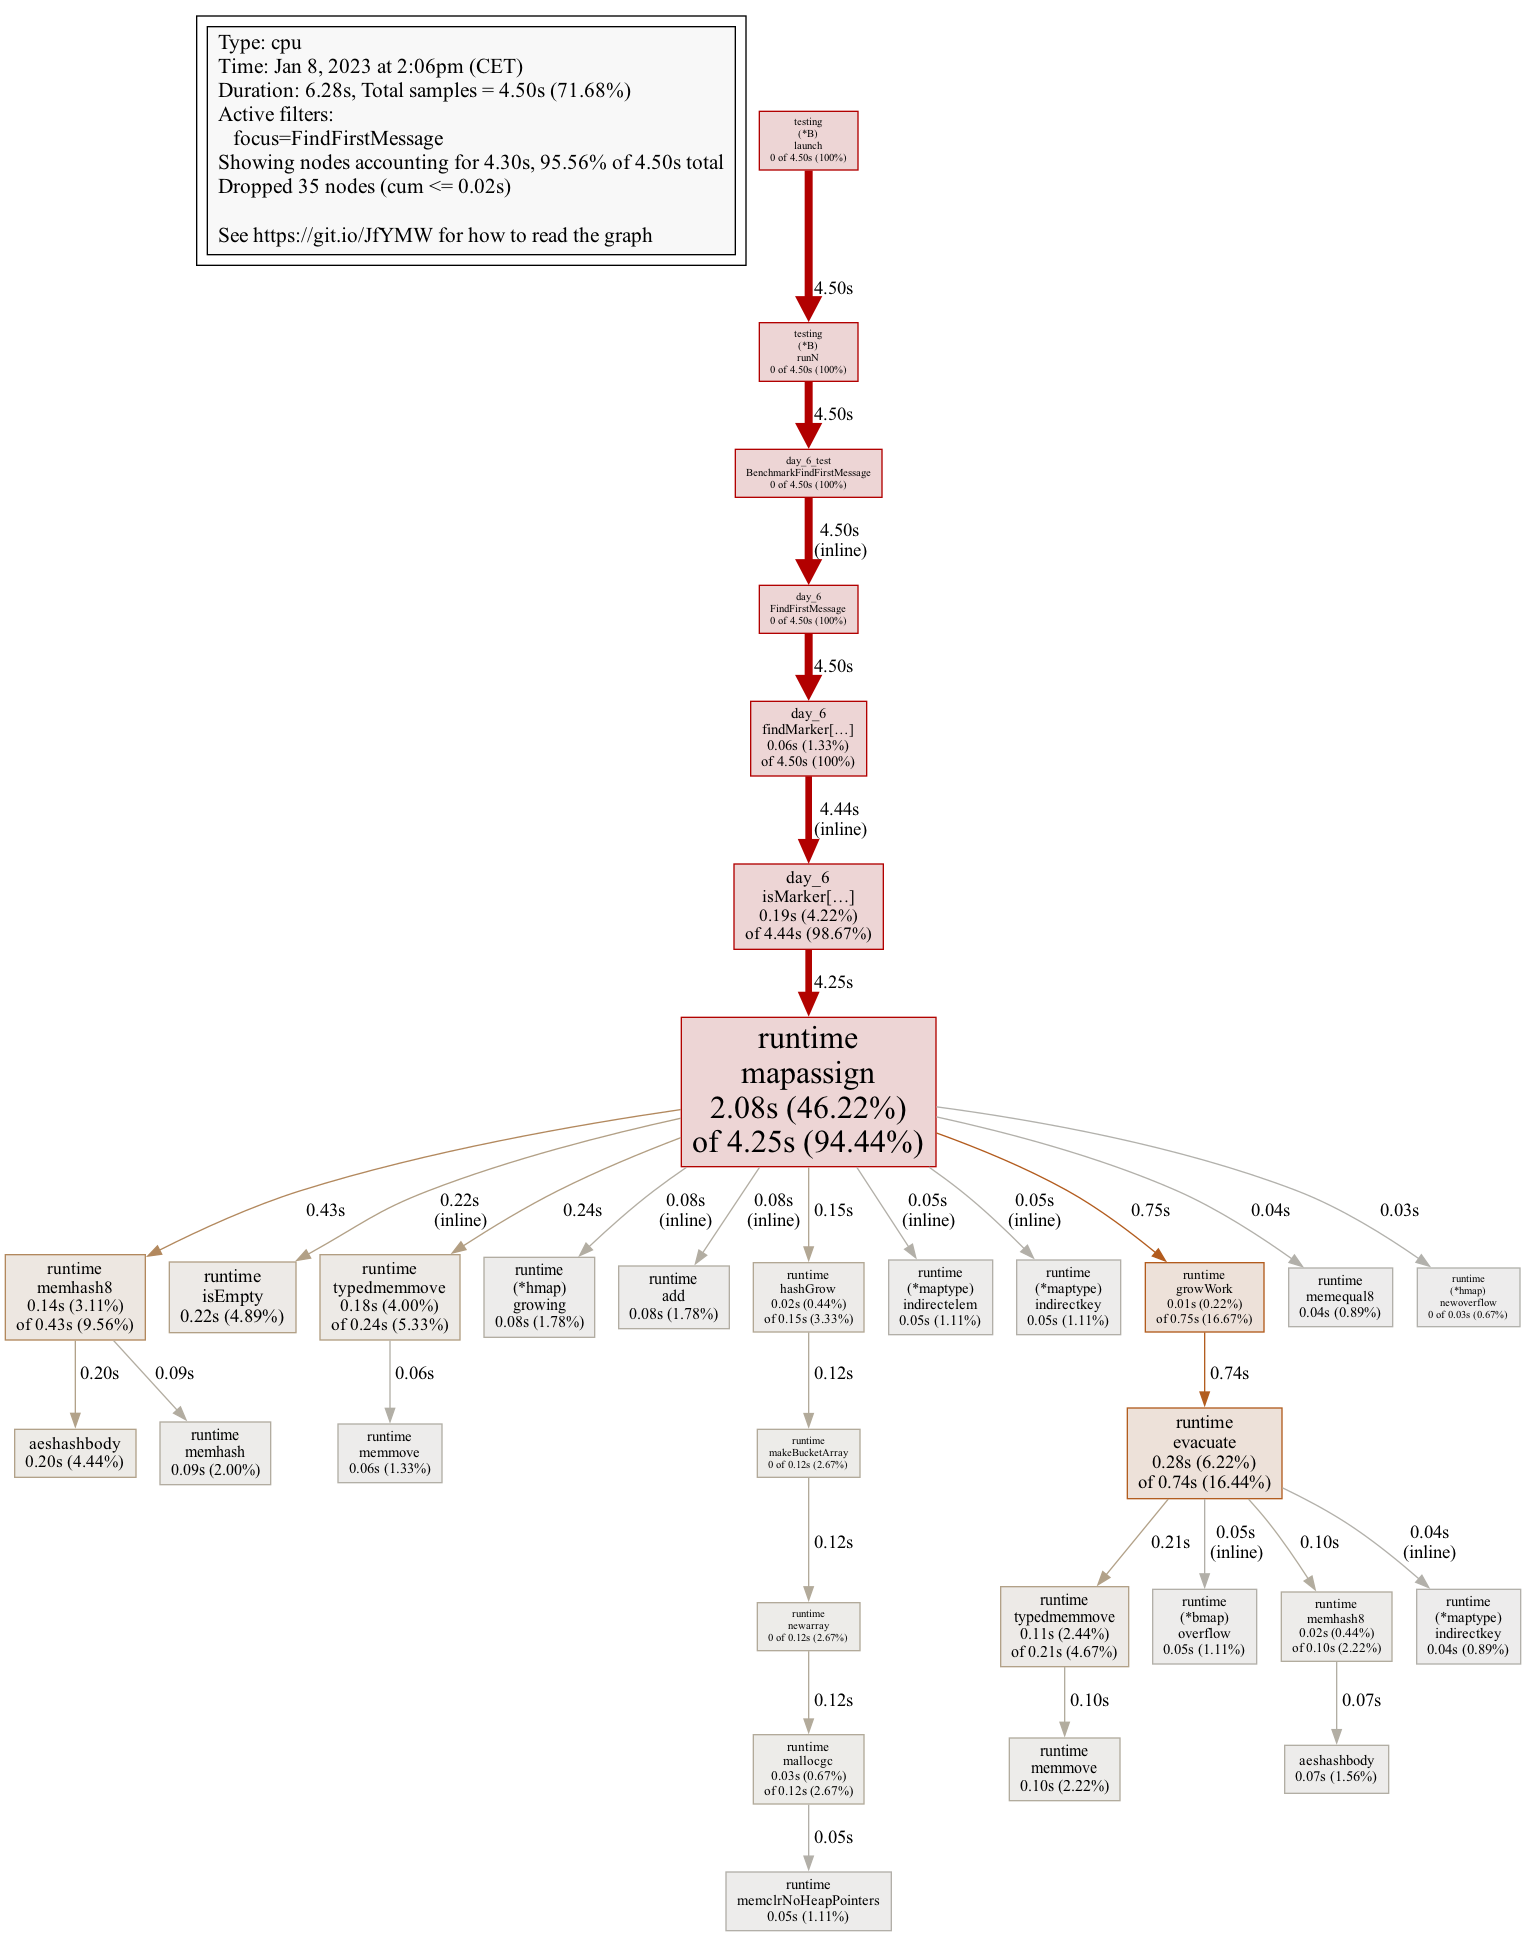 Type: cpu
Time: Jan 8, 2023 at 2:06pm (CET)
Duration: 6.28s, Total samples = 4.50s (71.68%)
Active filters:
focus=FindFirstMessage
Showing nodes accounting for 4.30s, 95.56% of 4.50s total
Dropped 35 nodes (cum <= 0.02s)
See https://git.io/JfYMW for how to read the graph
testing
(*B)
launch
0 of 4.50s (100%)
4.50s
testing
(*B)
runN
0 of 4.50s (100%)
4.50s
day_6_test
BenchmarkFindFirstMessage
0 of 4.50s (100%)
4.50s
(inline)
day_6
FindFirstMessage
0 of 4.50s (100%)
4.50s
day_6
findMarker[…]
0.06s (1.33%)
of 4.50s (100%)
4.44s
(inline)
day_6
isMarker[…]
0.19s (4.22%)
of 4.44s (98.67%)
4.25s
runtime
mapassign
2.08s (46.22%)
of 4.25s (94.44%)
0.43s
0.22s
(inline)
0.24s
0.08s
(inline)
0.08s
(inline)
0.15s
0.05s
(inline)
0.05s
(inline)
0.75s
0.04s
0.03s
runtime
memhash8
0.14s (3.11%)
of 0.43s (9.56%)
runtime
isEmpty
0.22s (4.89%)
runtime
typedmemmove
0.18s (4.00%)
of 0.24s (5.33%)
runtime
(*hmap)
growing
0.08s (1.78%)
runtime
add
0.08s (1.78%)
runtime
hashGrow
0.02s (0.44%)
of 0.15s (3.33%)
runtime
(*maptype)
indirectelem
0.05s (1.11%)
runtime
(*maptype)
indirectkey
0.05s (1.11%)
runtime
growWork
0.01s (0.22%)
of 0.75s (16.67%)
runtime
memequal8
0.04s (0.89%)
runtime
(*hmap)
newoverflow
0 of 0.03s (0.67%)
0.20s
0.09s
0.06s
0.12s
0.74s
aeshashbody
0.20s (4.44%)
runtime
memhash
0.09s (2.00%)
runtime
memmove
0.06s (1.33%)
runtime
makeBucketArray
0 of 0.12s (2.67%)
runtime
evacuate
0.28s (6.22%)
of 0.74s (16.44%)
0.12s
0.21s
0.05s
(inline)
0.10s
0.04s
(inline)
runtime
newarray
0 of 0.12s (2.67%)
runtime
typedmemmove
0.11s (2.44%)
of 0.21s (4.67%)
runtime
(*bmap)
overflow
0.05s (1.11%)
runtime
memhash8
0.02s (0.44%)
of 0.10s (2.22%)
runtime
(*maptype)
indirectkey
0.04s (0.89%)
0.12s
0.10s
0.07s
runtime
mallocgc
0.03s (0.67%)
of 0.12s (2.67%)
runtime
memmove
0.10s (2.22%)
aeshashbody
0.07s (1.56%)
0.05s
runtime
memclrNoHeapPointers
0.05s (1.11%)